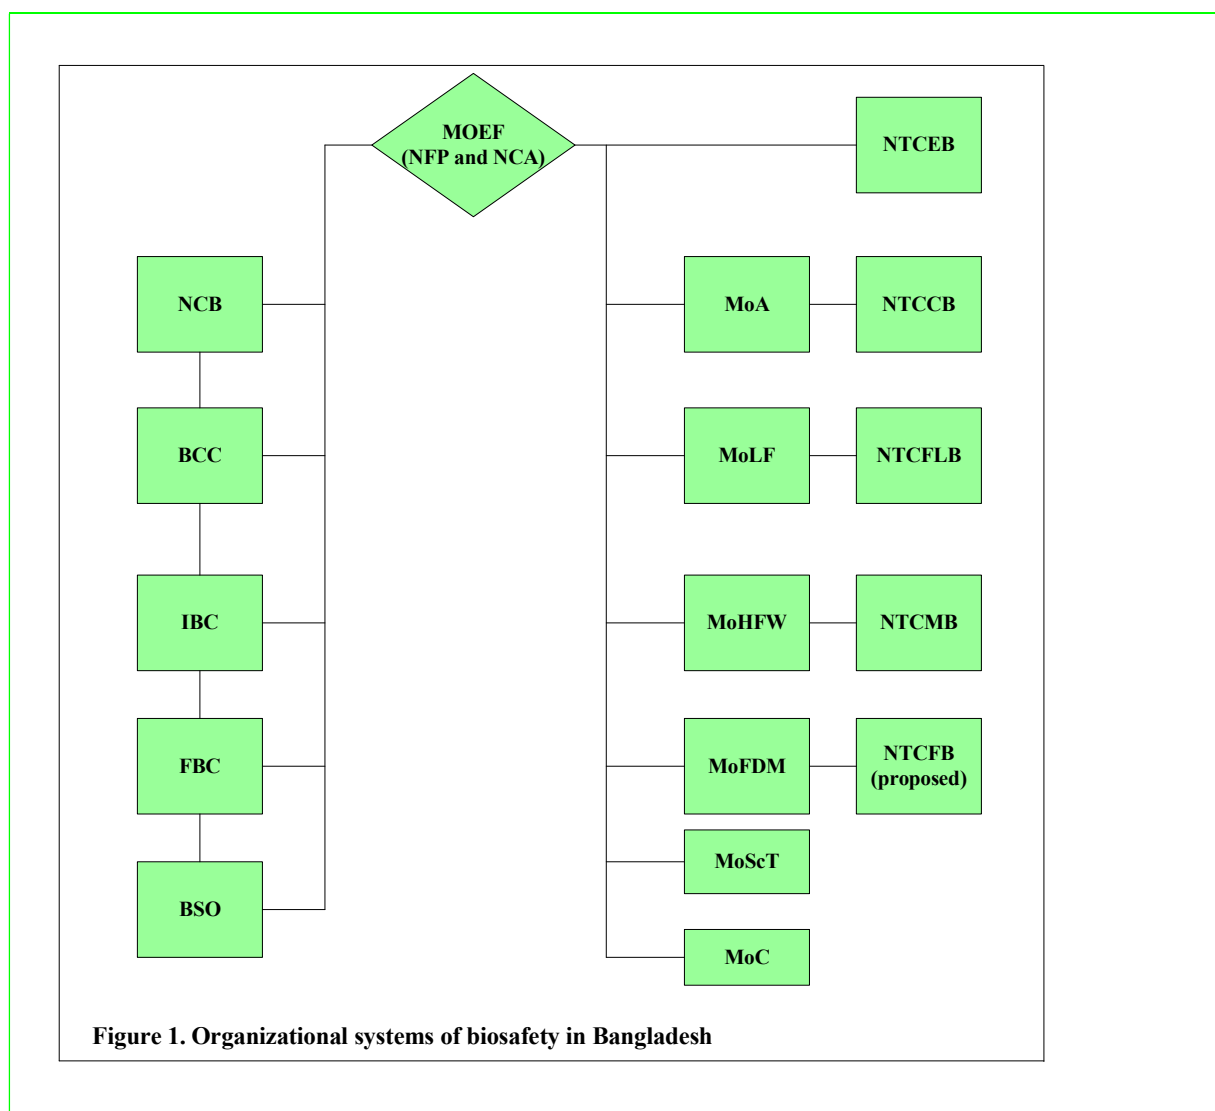 MOEF
(NFP and NCA)
NTCEB
NCB
MoA
NTCCB
BCC
MoLF
NTCFLB
IBC
MoHFW
NTCMB
FBC
MoFDM
NTCFB
(proposed)
MoScT
BSO
MoC
Figure 1. Organizational systems of biosafety in Bangladesh